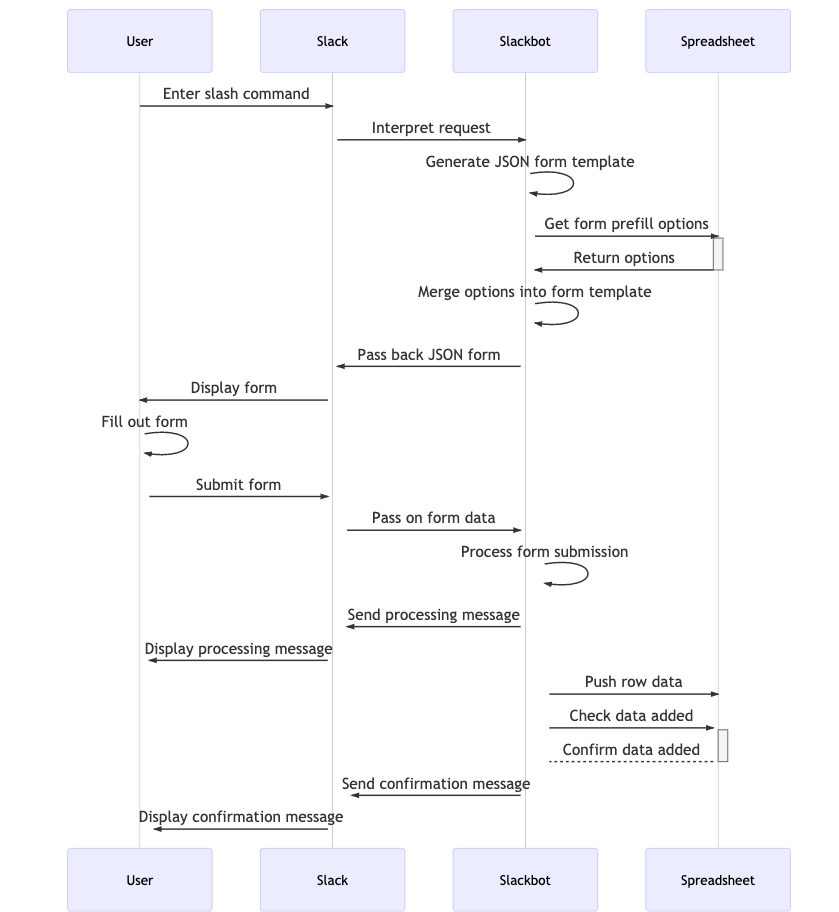 User
Slack
Slackbot
Spreadsheet
Enter slash command
Interpret request
Generate JSON form template
Get form prefill options
Return options
Merge options into form template
Pass back JSON form
Display form
Fill out form
Submit form
Pass on form data
Process form submission
Send processing message
Display processing message
Push row data
Check data added
Confirm data added
Send confirmation message
Display confirmation message
User
Slack
Slackbot
Spreadsheet